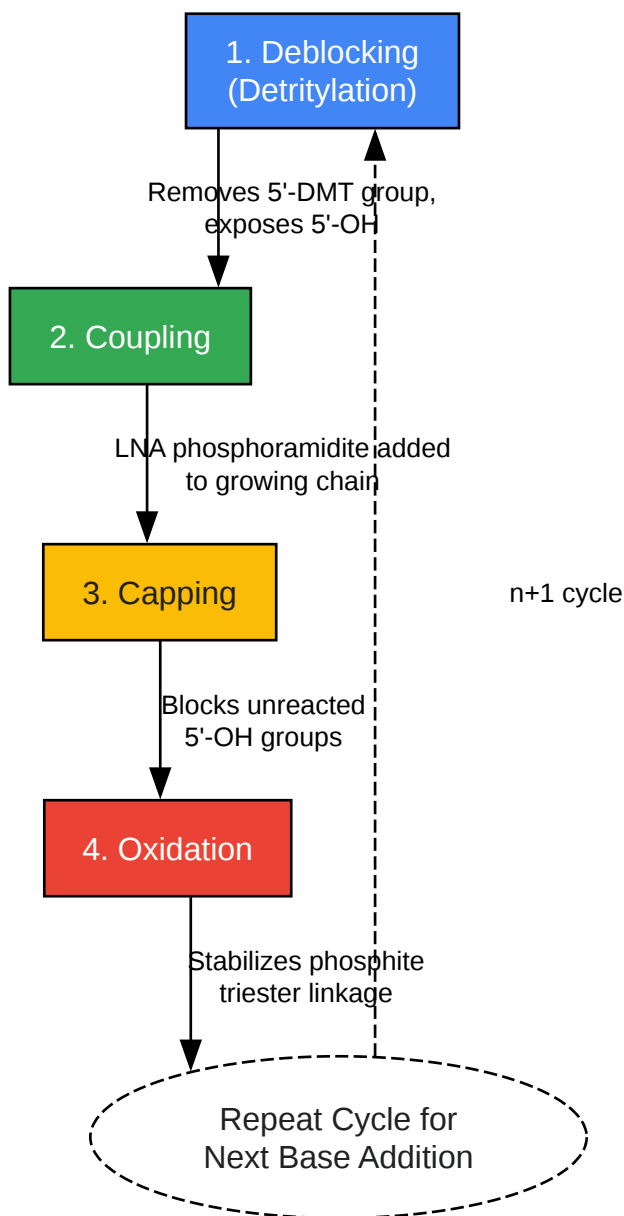 1. Deblocking
(Detritylation)
Removes 5'-DMT group,
exposes 5'-OH
2. Coupling
LNA phosphoramidite added
to growing chain
3. Capping
n+1 cycle
Blocks unreacted
5'-OH groups
4. Oxidation
Stabilizes phosphite
triester linkage
Repeat Cycle for
Next Base Addition